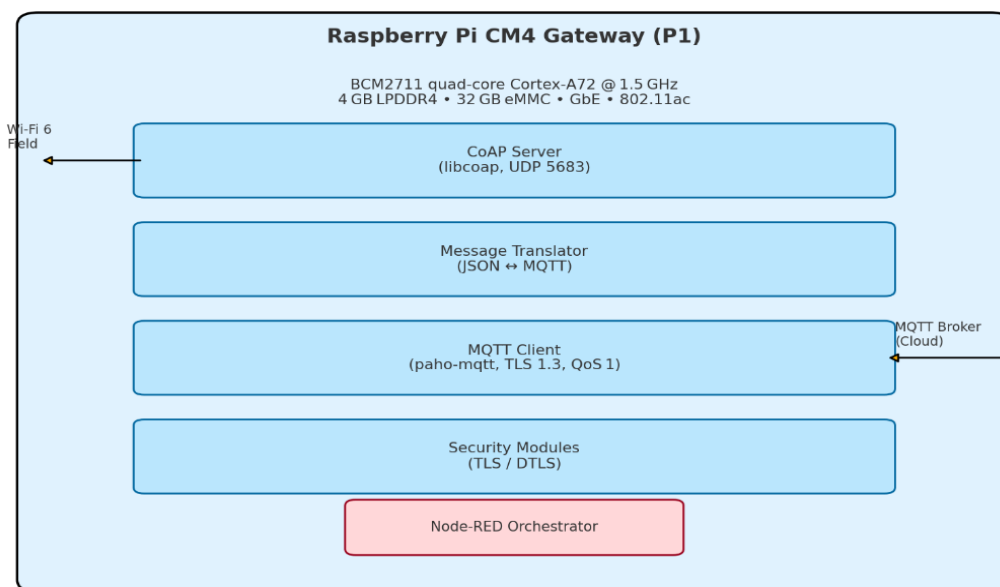 Raspberry Pi CM4 Gateway (P1)
BCM2711 quad-core Cortex-A72 @ 1.5 GHz
4 GB LPDDR4 • 32 GB eMMC • GbE • 802.11ac
Wi-Fi 6
Field
CoAP Server
(libcoap, UDP 5683)
Message Translator
(JSON ↔ MQTT)
MQTT Broker
(Cloud)
MQTT Client
(paho-mqtt, TLS 1.3, QoS 1)
Security Modules
(TLS / DTLS)
Node-RED Orchestrator